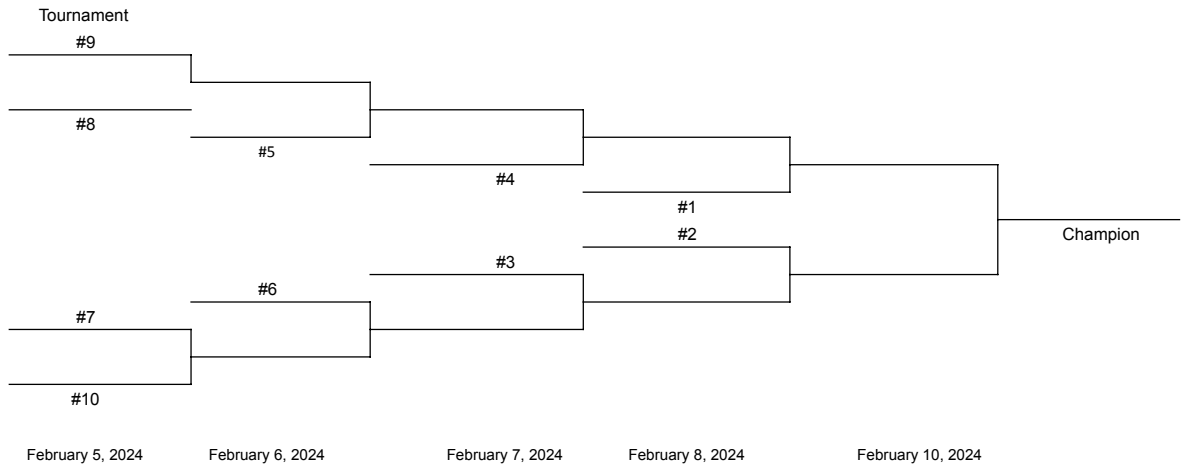 Tournament
#9
#8
#5
#4
#1
#2
#3
#6
#7
#10
Champion
February 5, 2024
February 6, 2024
February 7, 2024
February 8, 2024
February 10, 2024